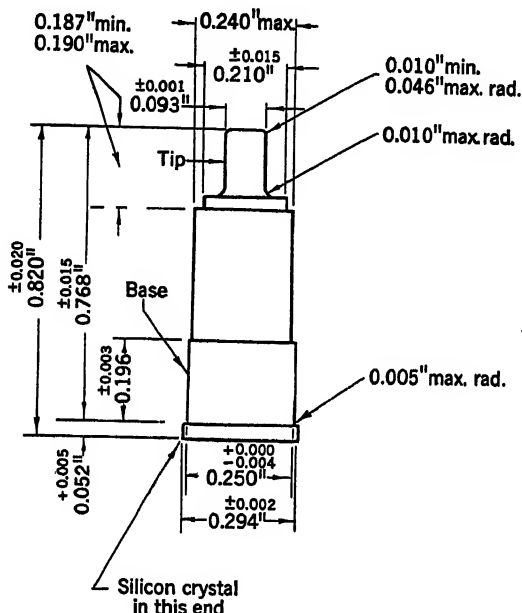 0.187"min.
0.190"max.
0.240"max.
±0.015
0.210"
±0.001
0.093"
0.010"min.
0.046"max. rad.
0.010"max. rad.
Tip
±0.020
0.820"
±0.015
0.768"
Base
±0.003
0.196
0.005"max. rad.
+0.005
0.052"
+0.000
-0.004
0.250"
±0.002
0.294"
Silicon crystal
in this end